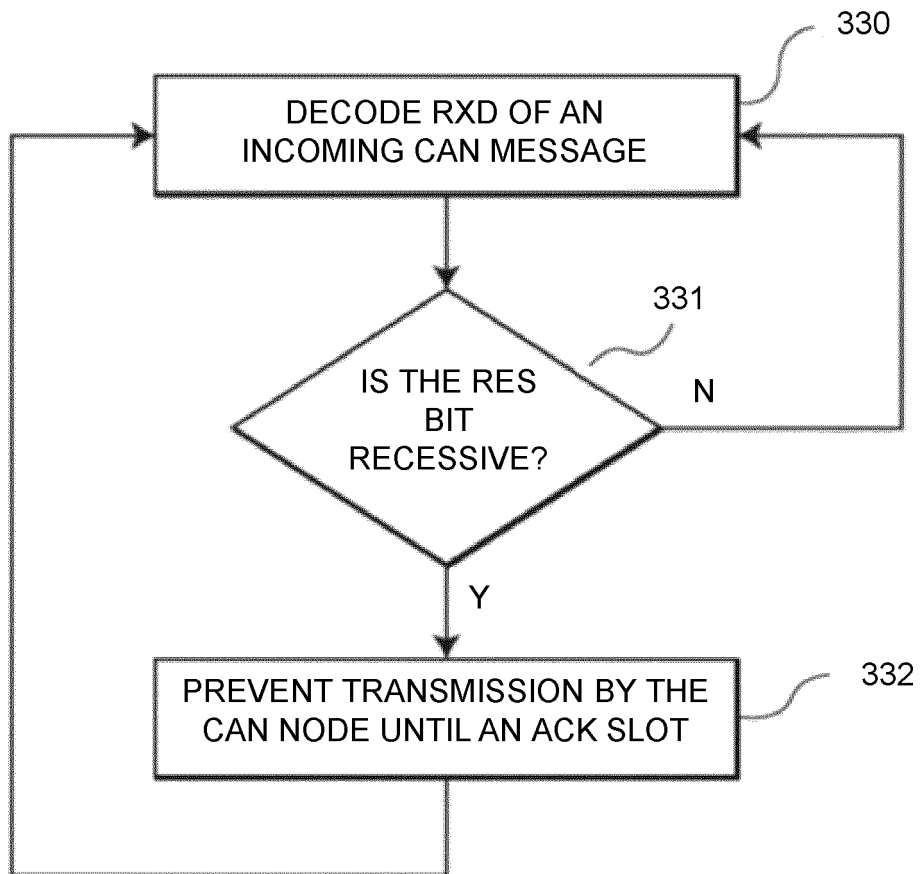 330
DECODE RXD OF AN
INCOMING CAN MESSAGE
331
IS THE RES
BIT
RECESSIVE?
N
Y
PREVENT TRANSMISSION BY THE
CAN NODE UNTIL AN ACK SLOT
332